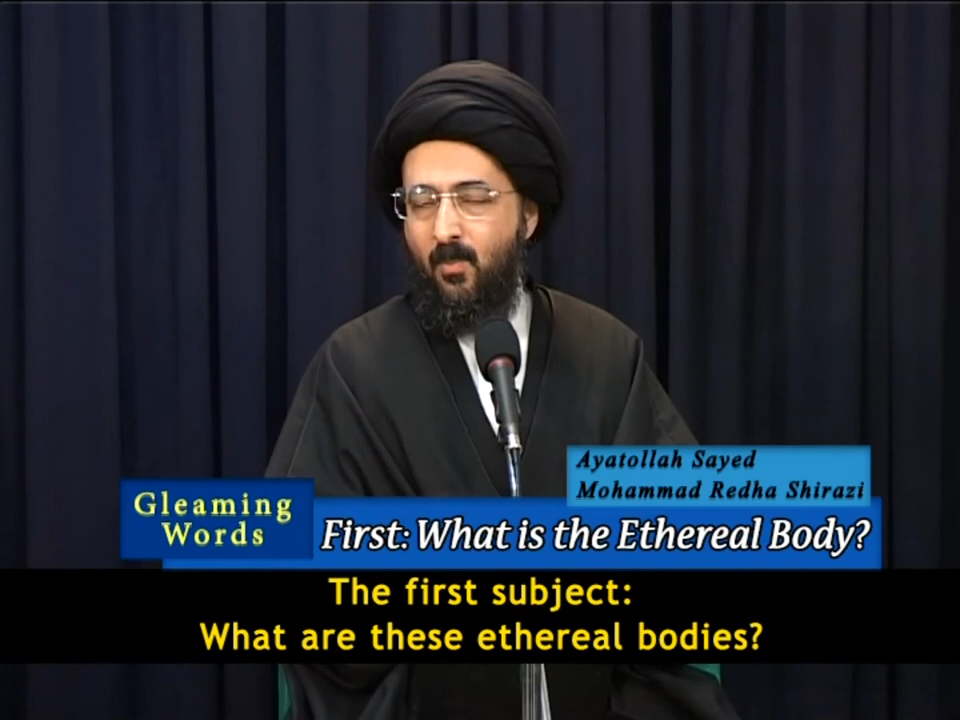 Ayatollah Sayed
Mohammad Redha Shirazi
Gleaming
Words
First: What is the Ethereal Body?
The first subject:
What are these ethereal bodies?